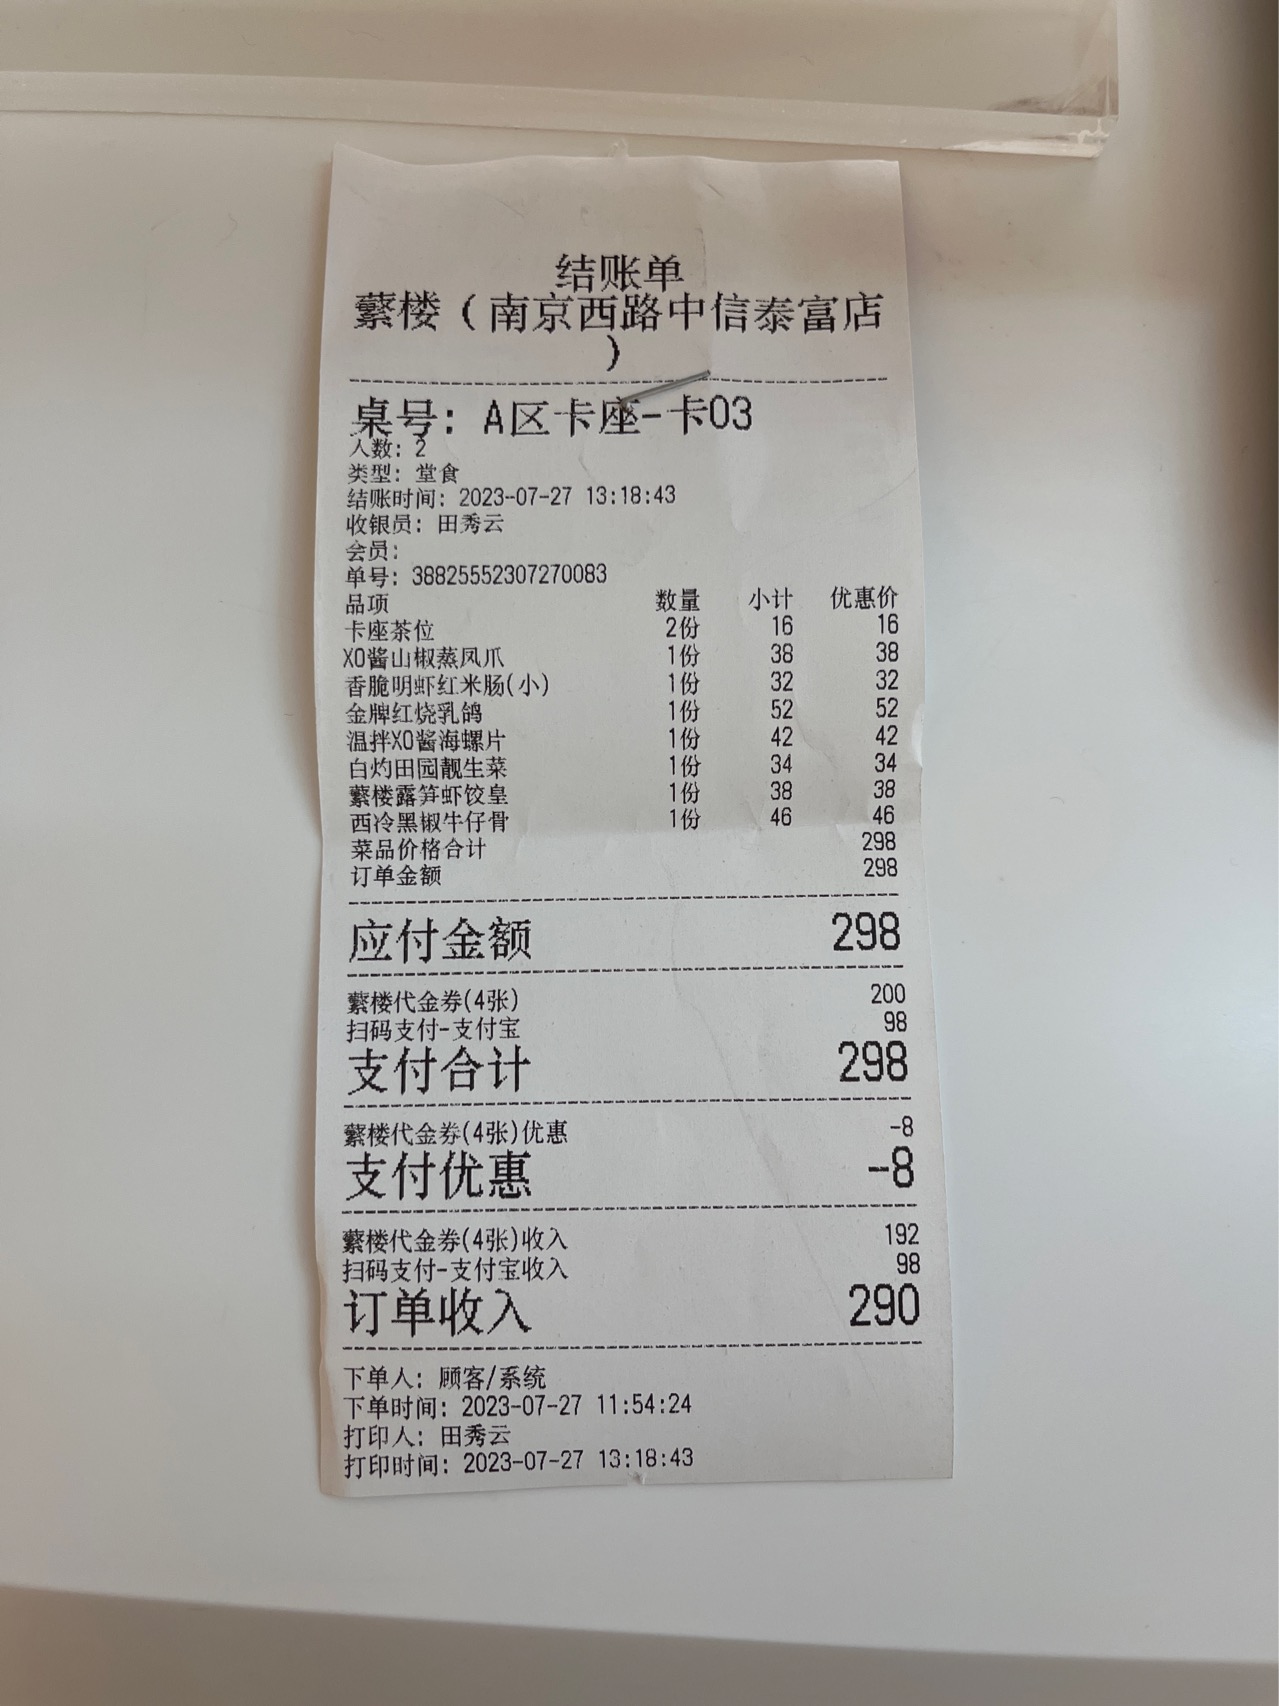 结账单
蘩楼（南京西路中信泰富店
）
桌号：A区卡座-卡03
人数：2
类型：堂食
结账时间：2023-07-27 13:18:43
收银员：田秀云
会员：
单号：38825552307270083
品项 数量 小计 优惠价
卡座茶位 2份 16 16
XO酱山椒蒸凤爪 1份 38 38
香脆明虾红米肠(小) 1份 32 32
金牌红烧乳鸽 1份 52 52
温拌XO酱海螺片 1份 42 42
白灼田园靓生菜 1份 34 34
蘩楼露笋虾饺皇 1份 38 38
西冷黑椒牛仔骨 1份 46 46
菜品价格合计 298
订单金额 298
应付金额 298
蘩楼代金券(4张) 200
扫码支付-支付宝 98
支付合计 298
蘩楼代金券(4张)优惠 -8
支付优惠 -8
蘩楼代金券(4张)收入 192
扫码支付-支付宝收入 98
订单收入 290
下单人：顾客/系统
下单时间：2023-07-27 11:54:24
打印人：田秀云
打印时间：2023-07-27 13:18:43